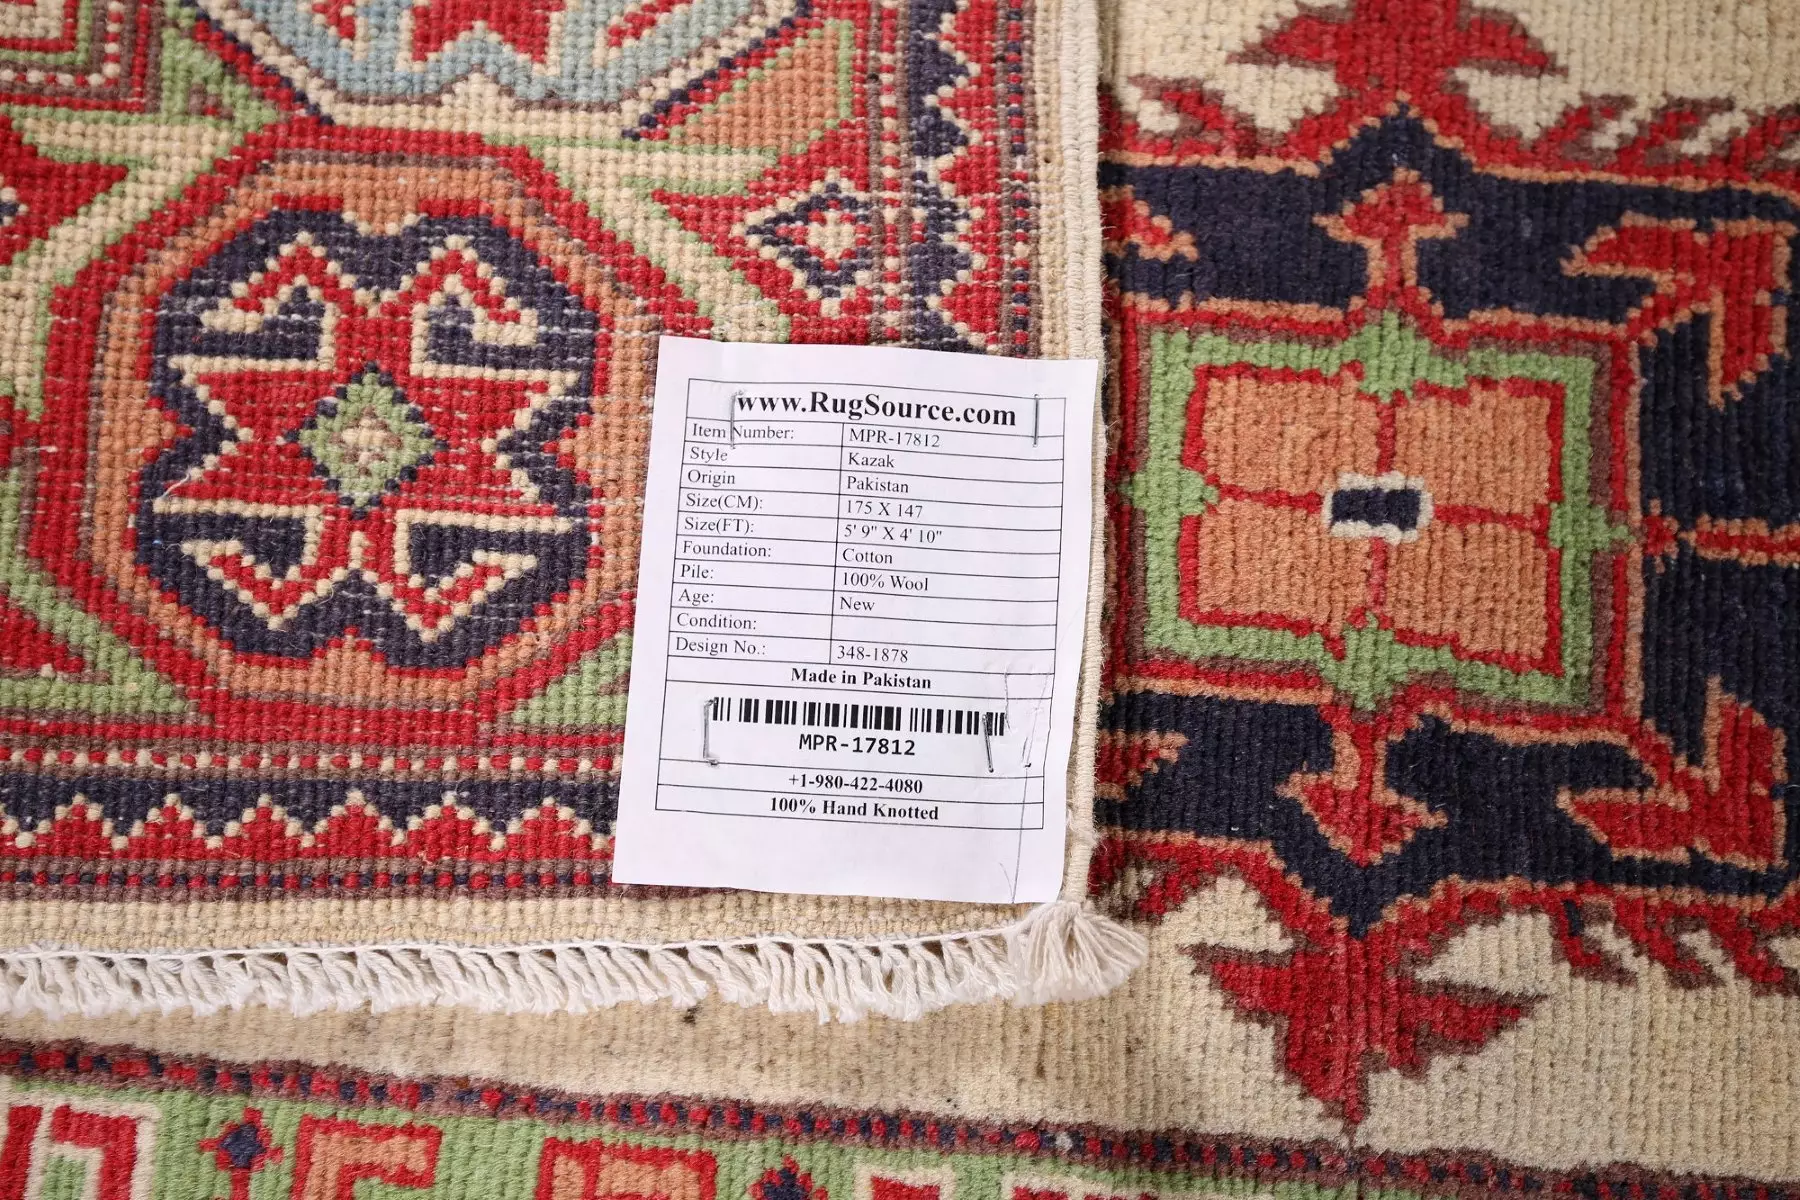 www.RugSource.com
Item Number: MPR-17812
Style Kazak
Origin Pakistan
Size(CM): 175 X 147
Size(FT): 5' 9" X 4' 10"
Foundation: Cotton
Pile: 100% Wool
Age: New
Condition:
Design No.: 348-1878
Made in Pakistan
MPR-17812
+1-980-422-4080
100% Hand Knotted